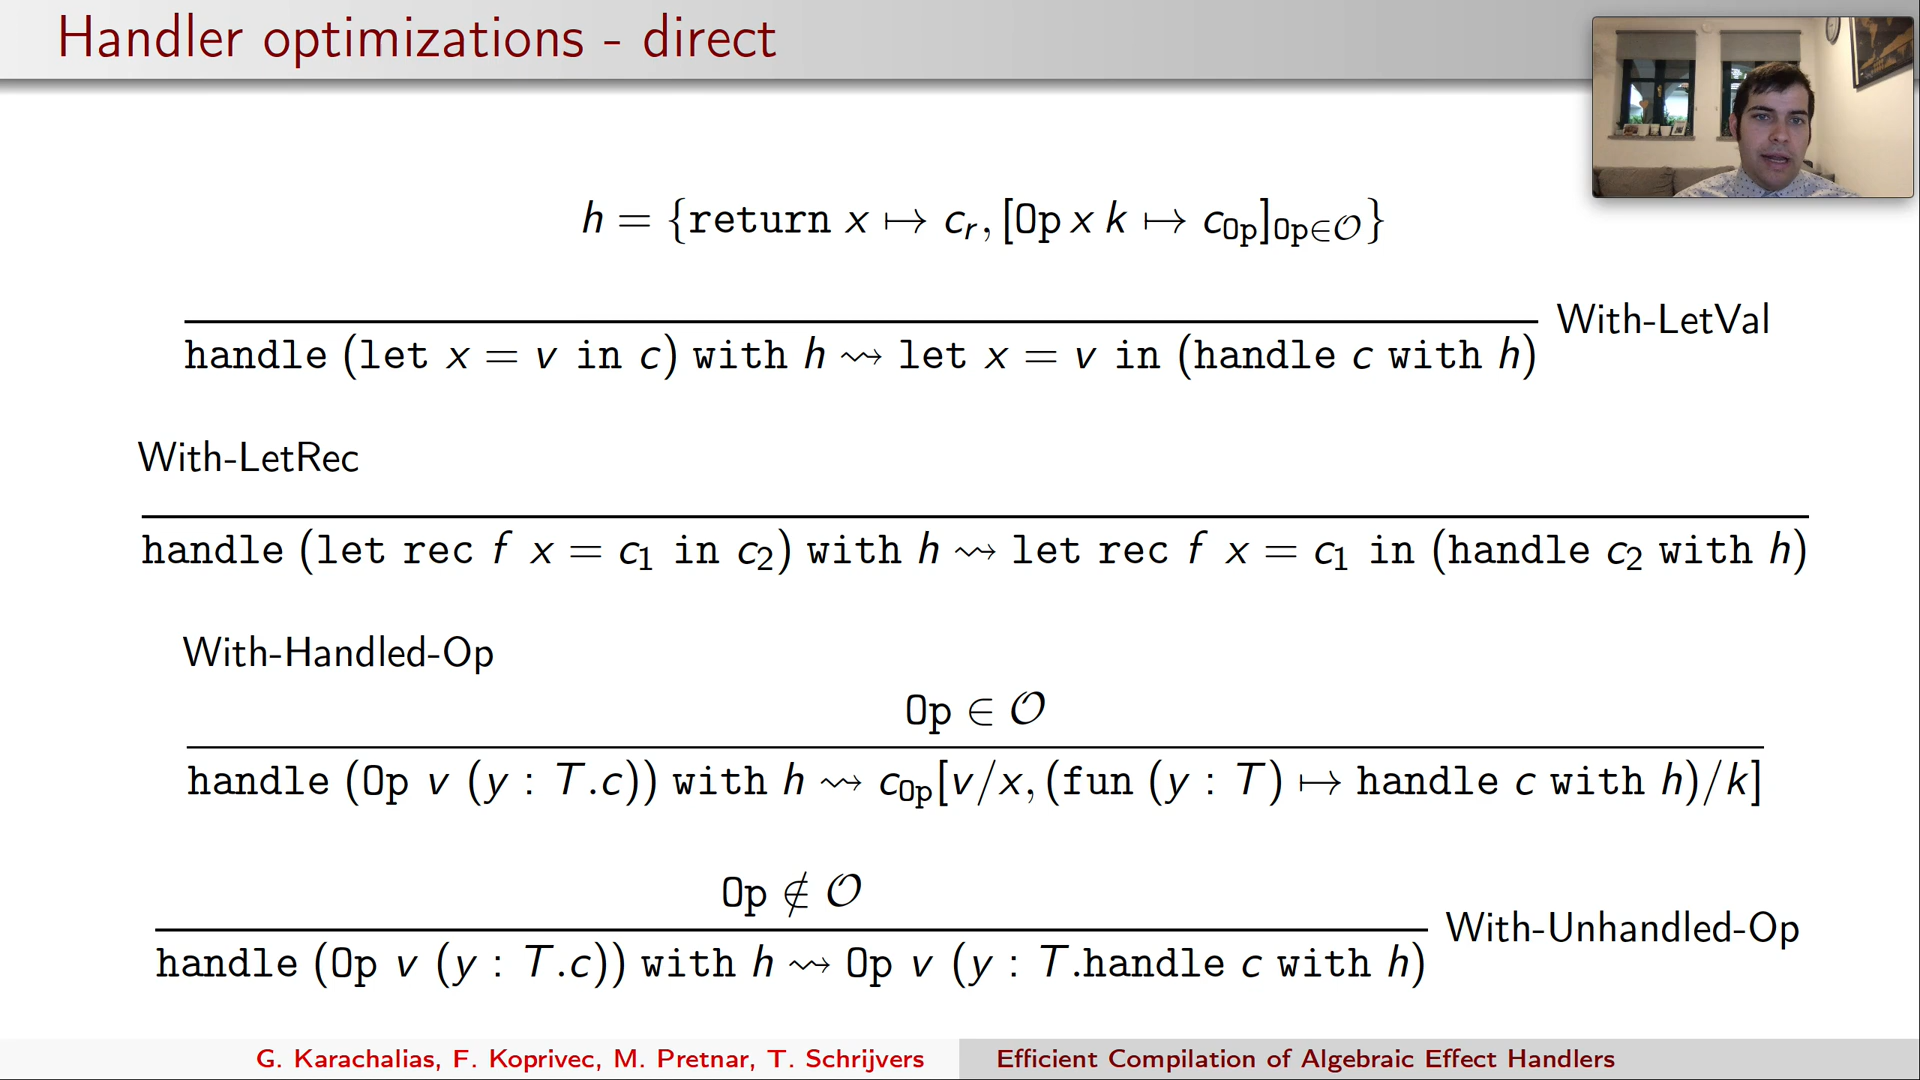 Handler optimizations - direct
h = {return x ↦ c_r, [Op x k ↦ c_Op]_Op∈𝒪}
With-LetVal
handle (let x = v in c) with h ⇝ let x = v in (handle c with h)
With-LetRec
handle (let rec f x = c₁ in c₂) with h ⇝ let rec f x = c₁ in (handle c₂ with h)
With-Handled-Op
Op ∈ 𝒪
handle (Op v (y : T.c)) with h ⇝ c_Op[v/x, (fun (y : T) ↦ handle c with h)/k]
Op ∉ 𝒪
With-Unhandled-Op
handle (Op v (y : T.c)) with h ⇝ Op v (y : T.handle c with h)
G. Karachalias, F. Koprivec, M. Pretnar, T. Schrijvers
Efficient Compilation of Algebraic Effect Handlers